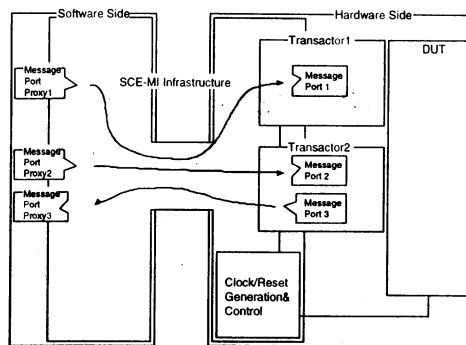 Software Side
Hardware Side
Transactor1
DUT
Message
Port
Proxy1
SCE-MI Infrastructure
Message
Port 1
Transactor2
Message
Port
Proxy2
Message
Port 2
Message
Port
Proxy3
Message
Port 3
Clock/Reset
Generation&
Control